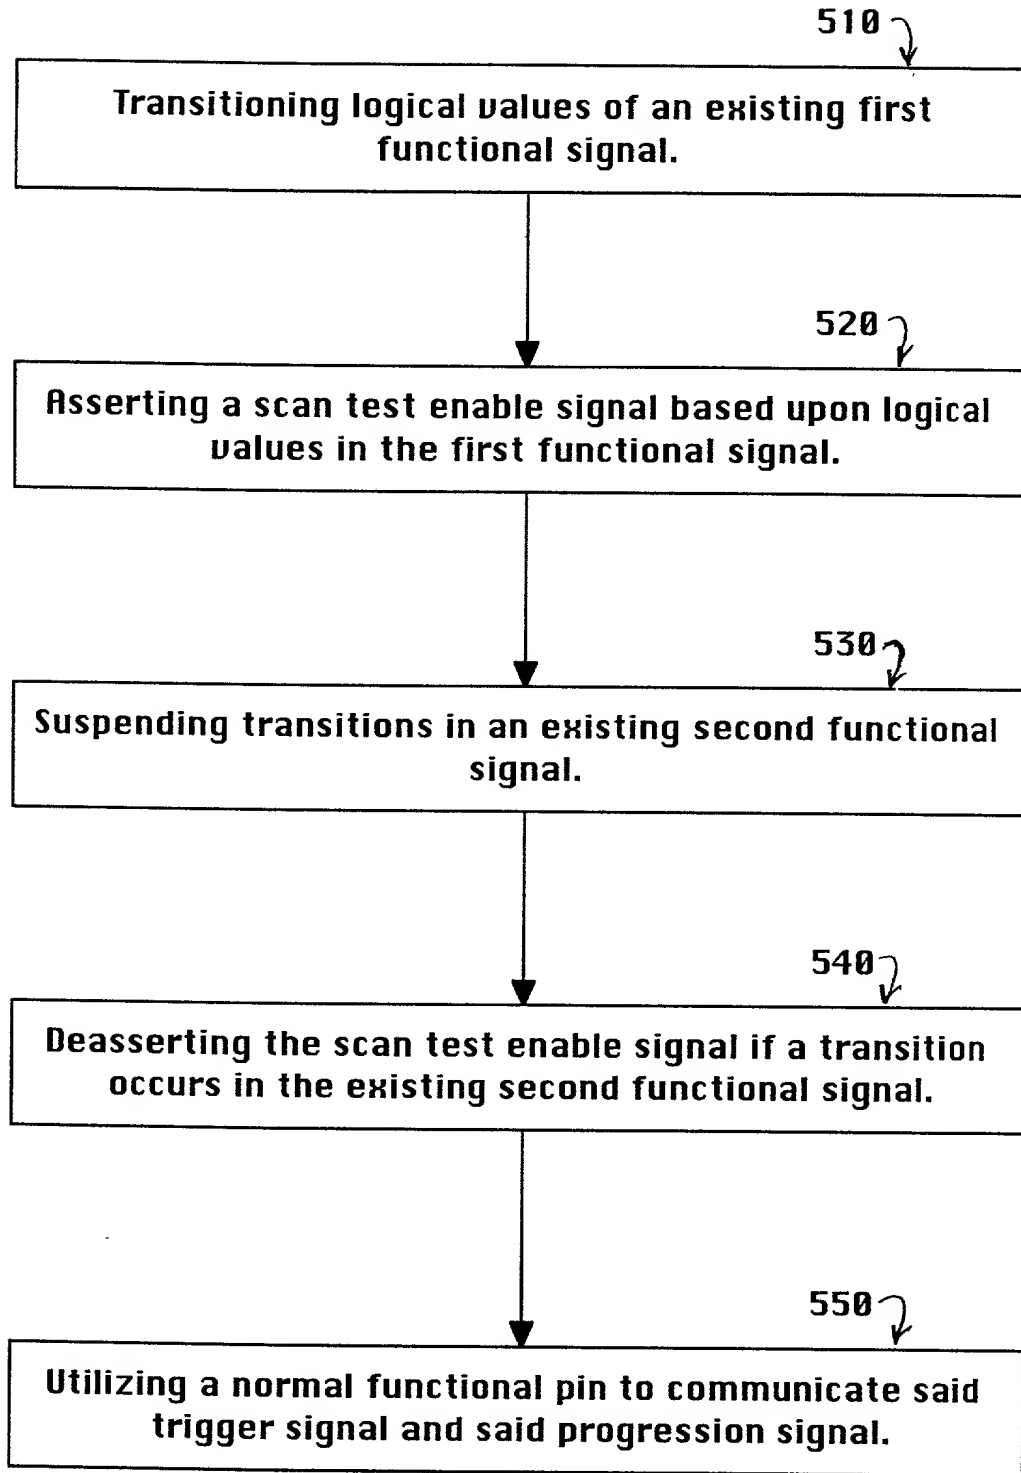 510
Transitioning logical values of an existing first
functional signal.
520
Asserting a scan test enable signal based upon logical
values in the first functional signal.
530
Suspending transitions in an existing second functional
signal.
540
Deasserting the scan test enable signal if a transition
occurs in the existing second functional signal.
550
Utilizing a normal functional pin to communicate said
trigger signal and said progression signal.